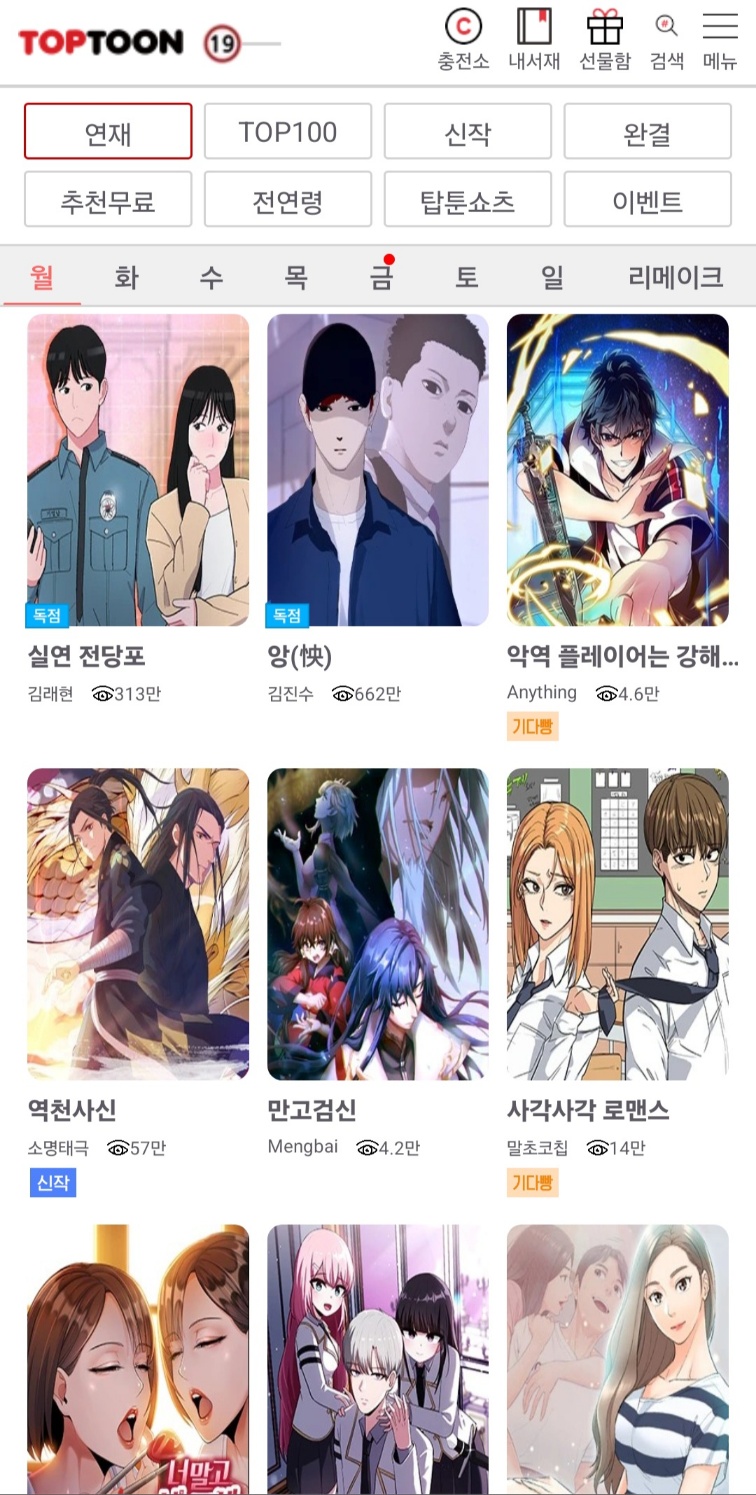 TOPTOON 19
충전소 내서재 선물함 검색 메뉴
연재 TOP100 신작 완결
추천무료 전연령 탑툰쇼츠 이벤트
월 화 수 목 금 토 일 리메이크
독점 독점
실연 전당포 앙(怏) 악역 플레이어는 강해...
김래현 313만 김진수 662만 Anything 4.6만
기다빵
역천사신 만고검신 사각사각 로맨스
소명태극 57만 Mengbai 4.2만 말초코칩 14만
신작 기다빵
너말고